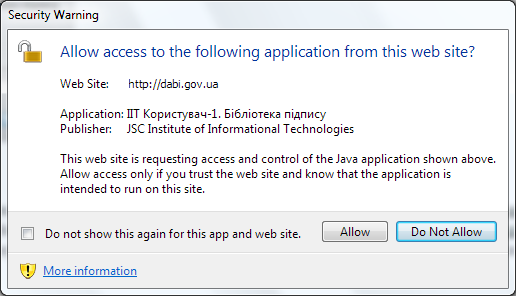 Security Warning
Allow access to the following application from this web site?
Web Site: http://dabi.gov.ua
Application: ІІТ Користувач-1. Бібліотека підпису
Publisher: JSC Institute of Informational Technologies
This web site is requesting access and control of the Java application shown above.
Allow access only if you trust the web site and know that the application is
intended to run on this site.
Do not show this again for this app and web site.
Allow
Do Not Allow
More information